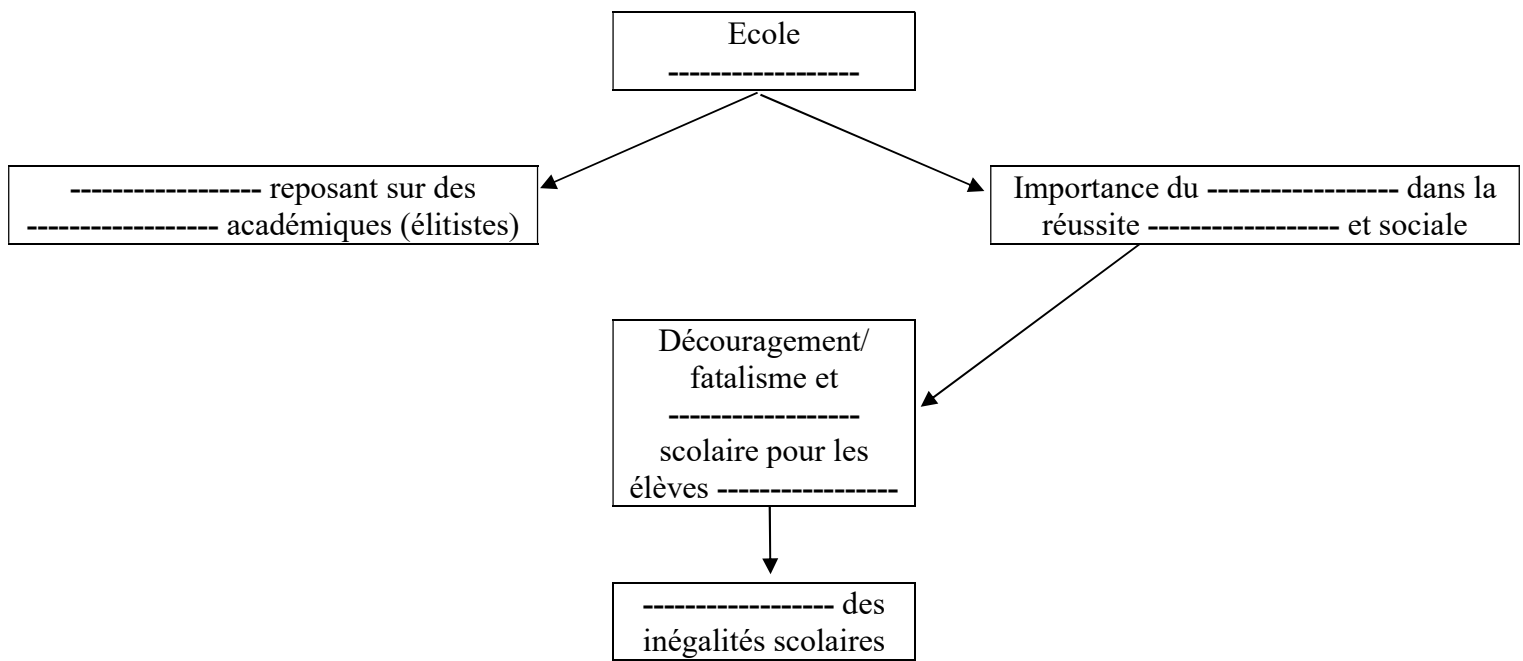 Ecole
------------------
------------------ reposant sur des
------------------ académiques (élitistes)
Importance du ------------------ dans la
réussite ------------------ et sociale
Découragement/
fatalisme et
------------------
scolaire pour les
élèves -----------------
------------------ des
inégalités scolaires